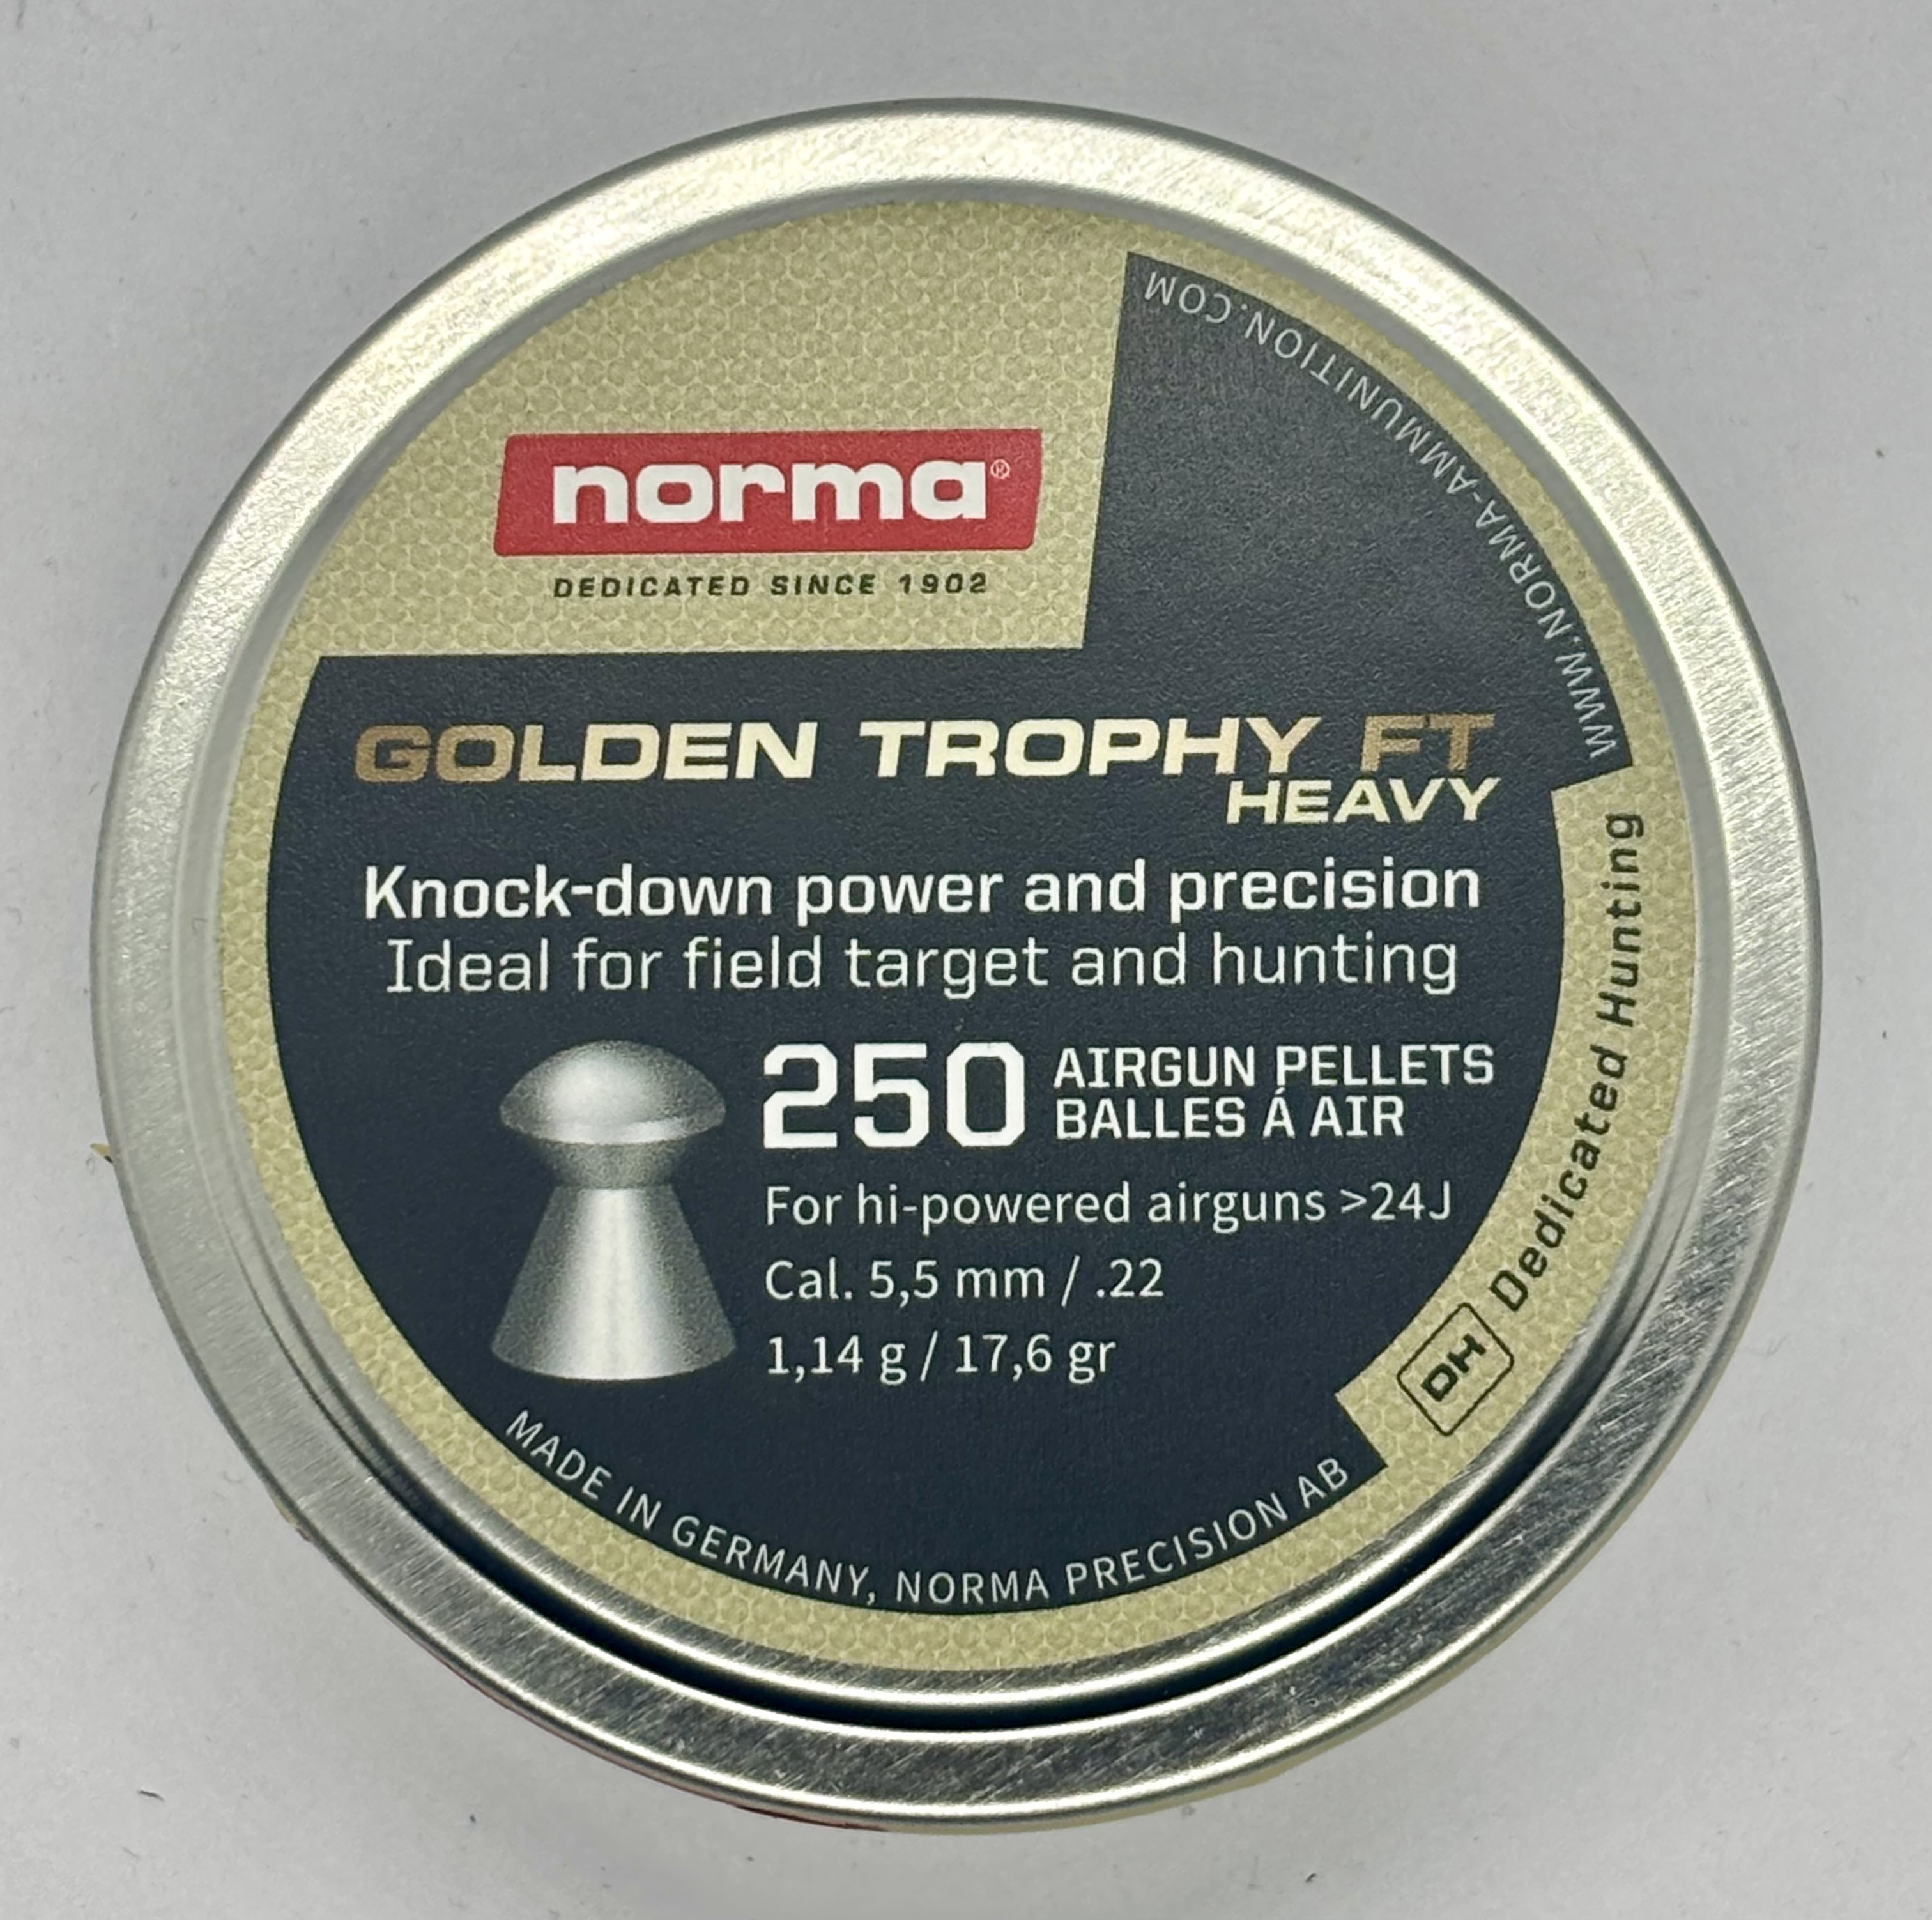 norma®
DEDICATED SINCE 1902
WWW.NORMA-AMMUNITION.COM
GOLDEN TROPHY FT
HEAVY
Knock-down power and precision
Ideal for field target and hunting
250 AIRGUN PELLETS
BALLES Á AIR
For hi-powered airguns >24J
Cal. 5,5 mm / .22
1,14 g / 17,6 gr
DH Dedicated Hunting
MADE IN GERMANY, NORMA PRECISION AB